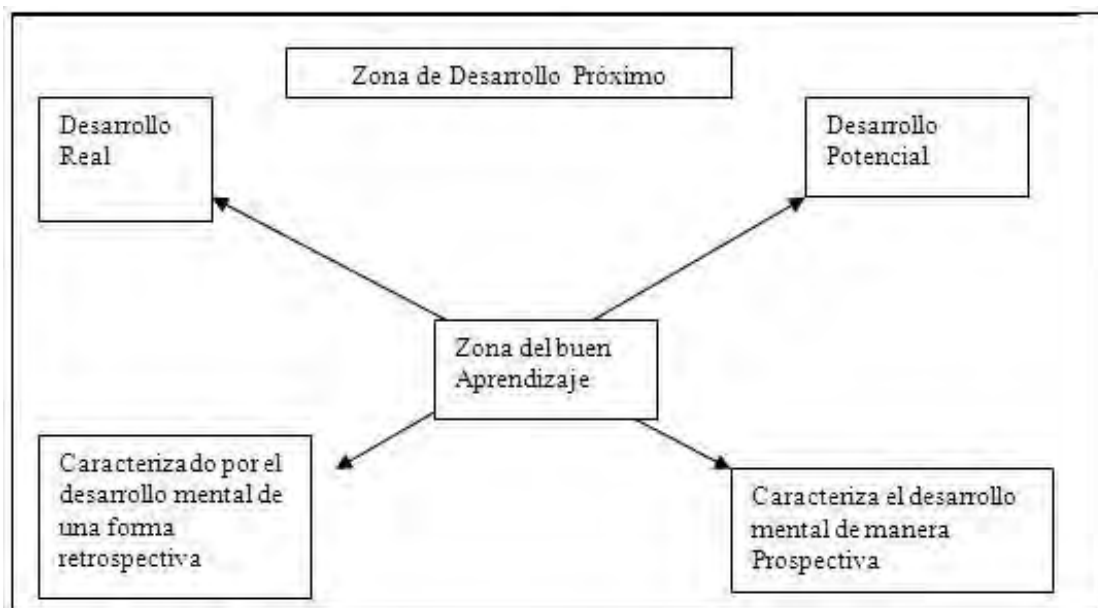 Zona de Desarrollo Próximo
Desarrollo
Real
Desarrollo
Potencial
Zona del buen
Aprendizaje
Caracterizado por el
desarrollo mental de
una forma
retrospectiva
Caracteriza el desarrollo
mental de manera
Prospectiva